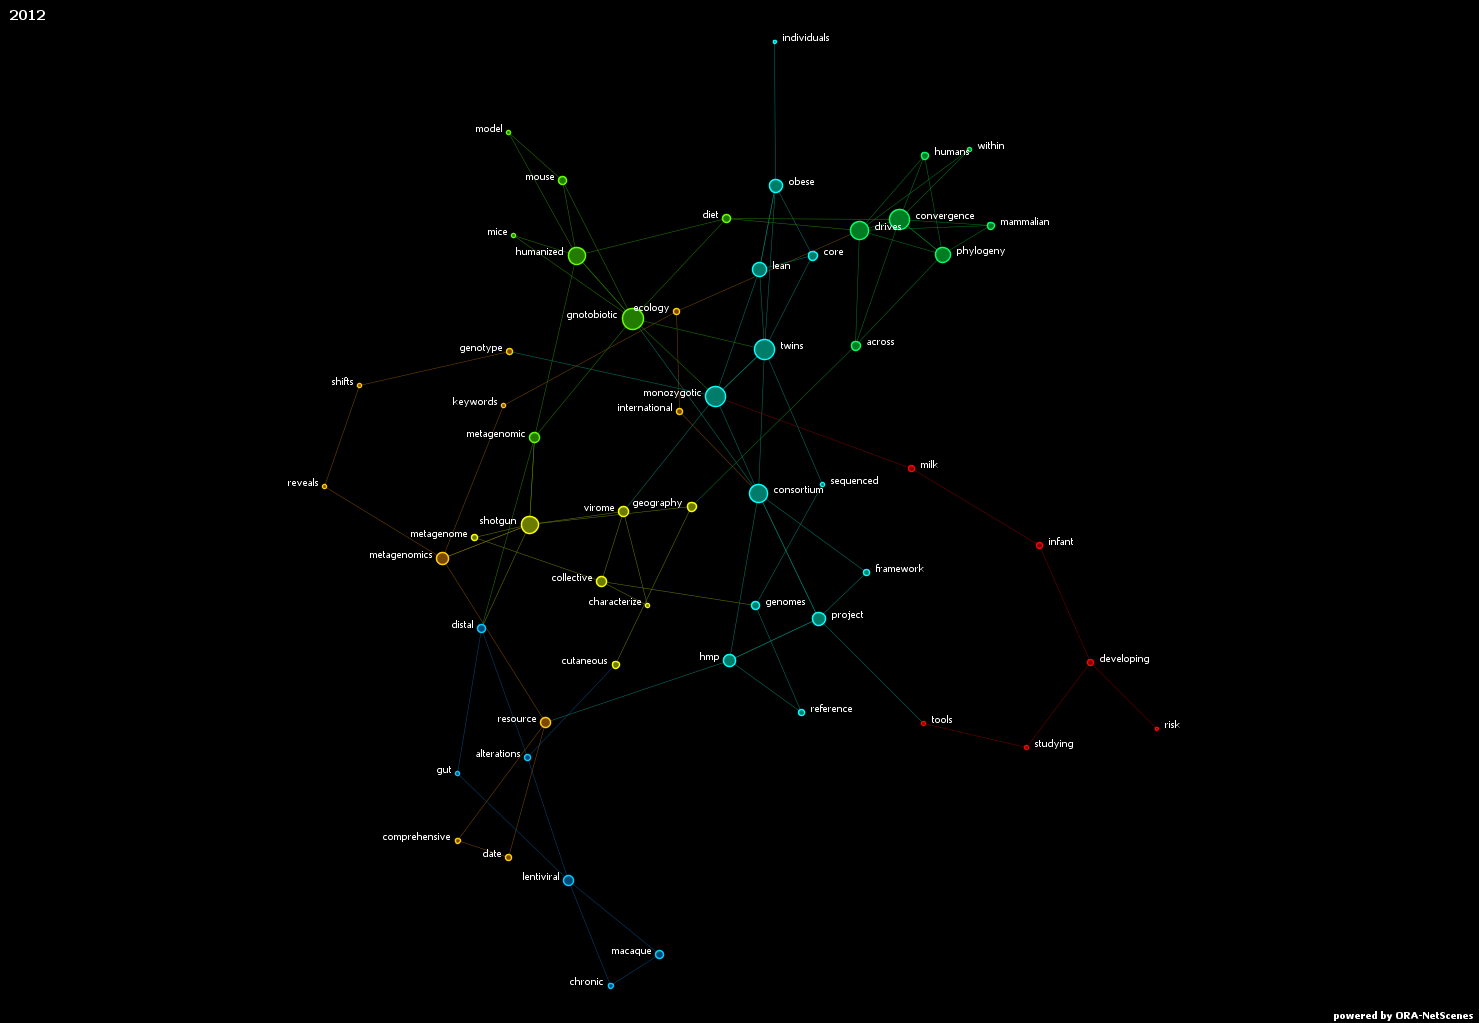 2012
individuals
model
humans
within
mouse
obese
diet
convergence
mammalian
drives
mice
humanized
core
phylogeny
lean
ecology
gnotobiotic
across
twins
genotype
shifts
monozygotic
keywords
international
metagenomic
milk
reveals
sequenced
consortium
geography
virome
shotgun
metagenome
infant
metagenomics
framework
collective
characterize
genomes
project
distal
hmp
cutaneous
developing
reference
resource
tools
risk
studying
alterations
gut
comprehensive
date
lentiviral
macaque
chronic
powered by ORA-NetScenes